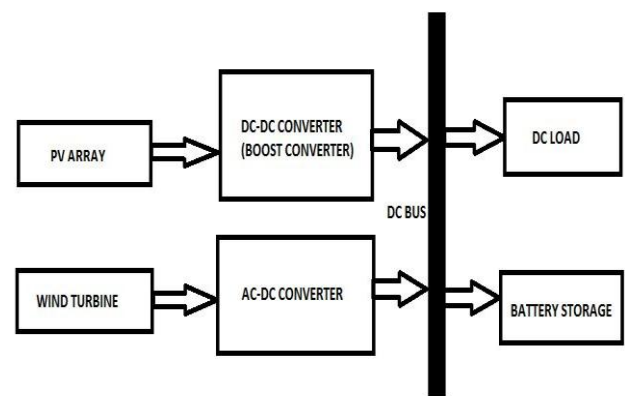 PV ARRAY
DC-DC CONVERTER
(BOOST CONVERTER)
DC BUS
DC LOAD
WIND TURBINE
AC-DC CONVERTER
BATTERY STORAGE